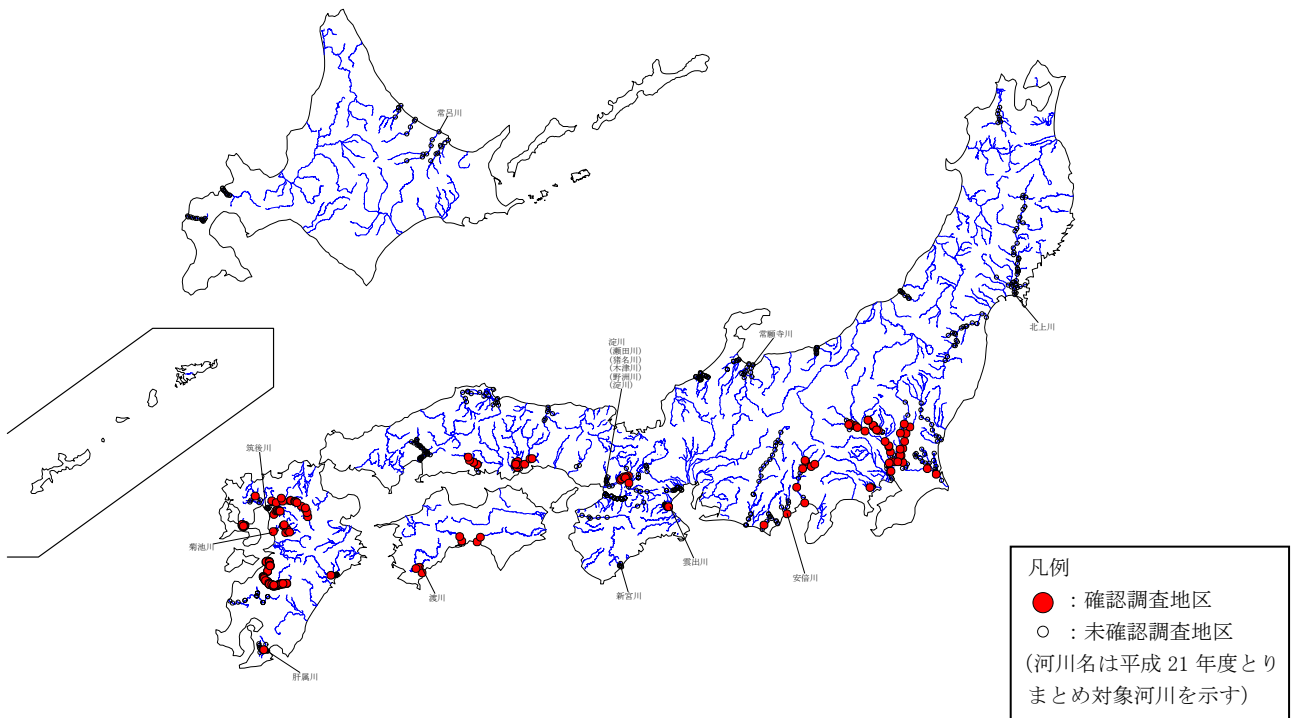 常呂川
北上川
常願寺川
淀川
(瀬田川)
(猪名川)
(木津川)
(野洲川)
(淀川)
筑後川
菊池川
肝属川
渡川
新宮川
雲出川
安倍川
凡例
：確認調査地区
：未確認調査地区
(河川名は平成 21 年度とり
まとめ対象河川を示す)